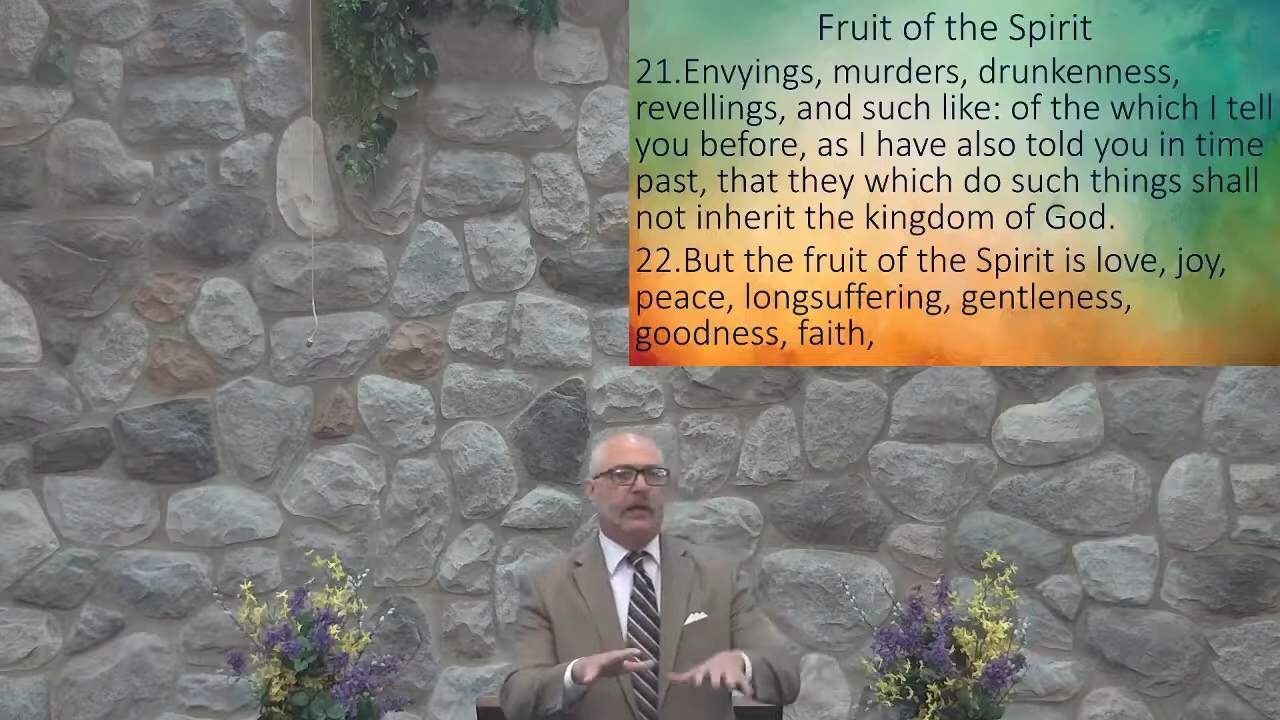 Fruit of the Spirit
21.Envyings, murders, drunkenness,
revellings, and such like: of the which I tell
you before, as I have also told you in time
past, that they which do such things shall
not inherit the kingdom of God.
22.But the fruit of the Spirit is love, joy,
peace, longsuffering, gentleness,
goodness, faith,